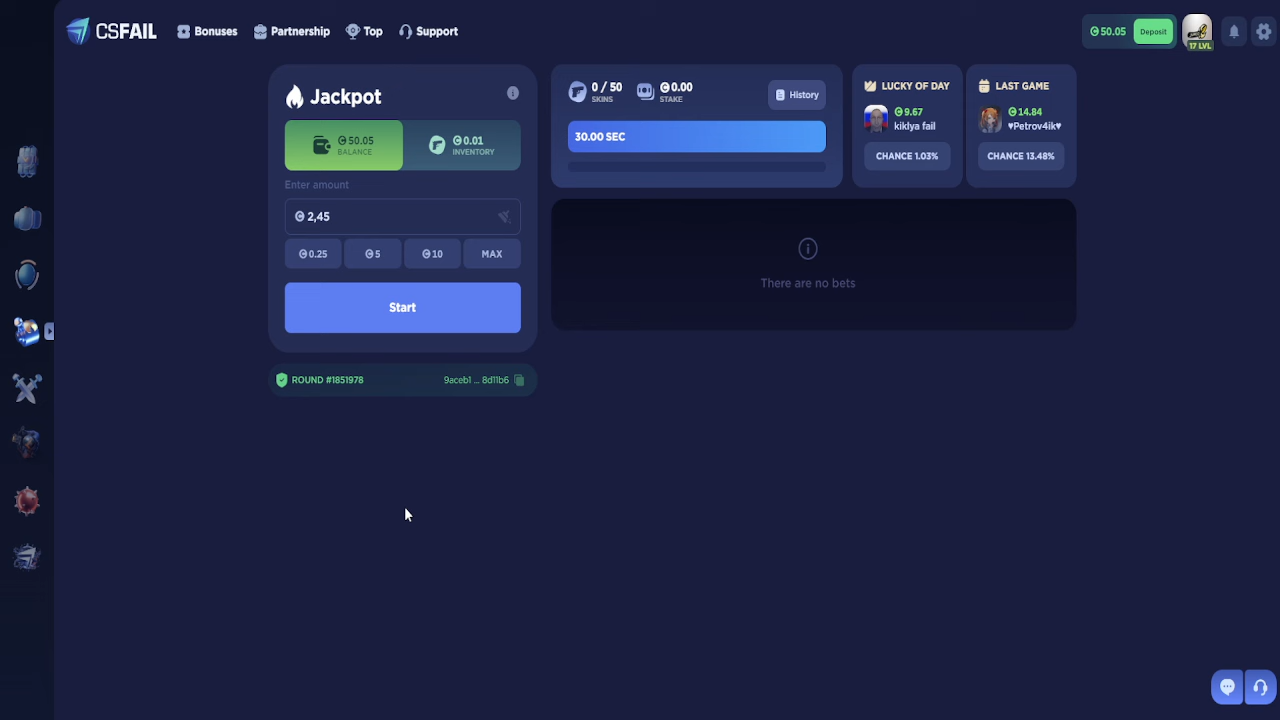 CSFAIL
Bonuses
Partnership
Top
Support
50.05
Deposit
17 LVL
Jackpot
50.05
BALANCE
0.01
INVENTORY
Enter amount
2,45
0.25
5
10
MAX
Start
ROUND #1851978
9aceb1 ... 8d11b6
0 / 50
SKINS
0.00
STAKE
History
30.00 SEC
There are no bets
LUCKY OF DAY
9.67
kiklya fail
CHANCE 1.03%
LAST GAME
14.84
♥Petrov4ik♥
CHANCE 13.48%